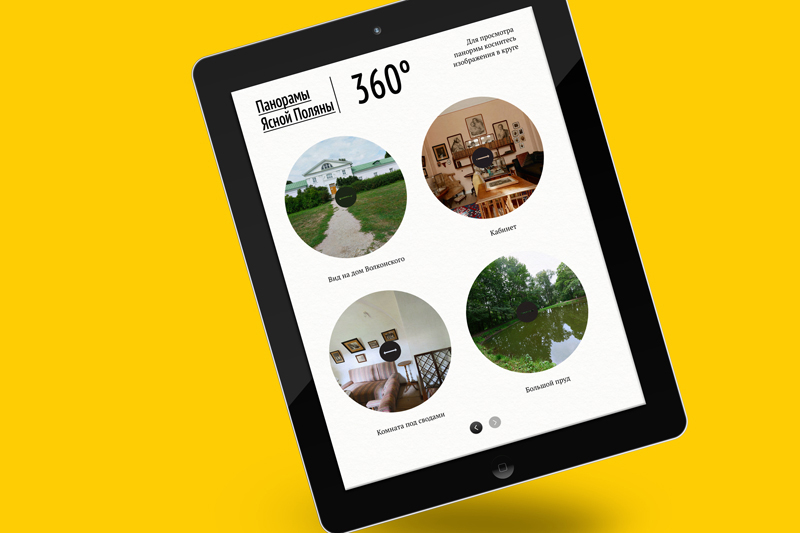 Панорамы
Ясной Поляны
360°
Для просмотра
панормы коснитесь
изображения в круге
Вид на дом Волконского
Кабинет
Комната под сводами
Большой пруд